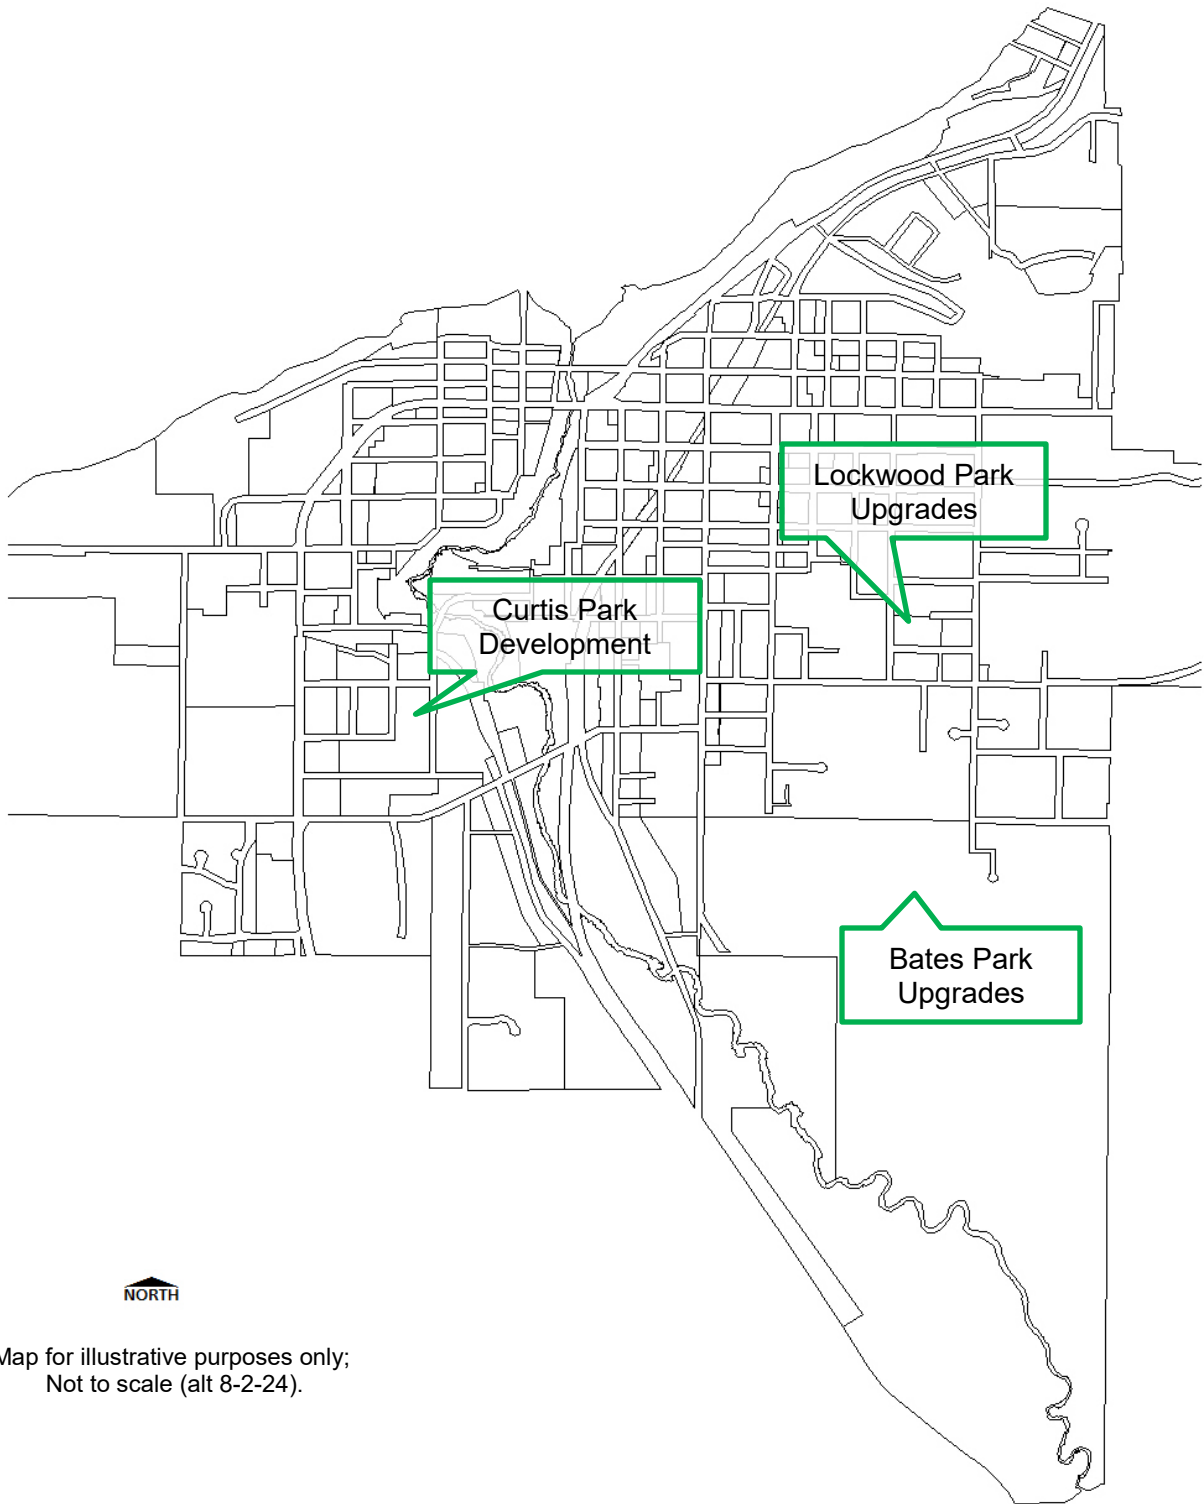 Lockwood Park
Upgrades
Curtis Park
Development
Bates Park
Upgrades
NORTH
Map for illustrative purposes only;
Not to scale (alt 8-2-24).